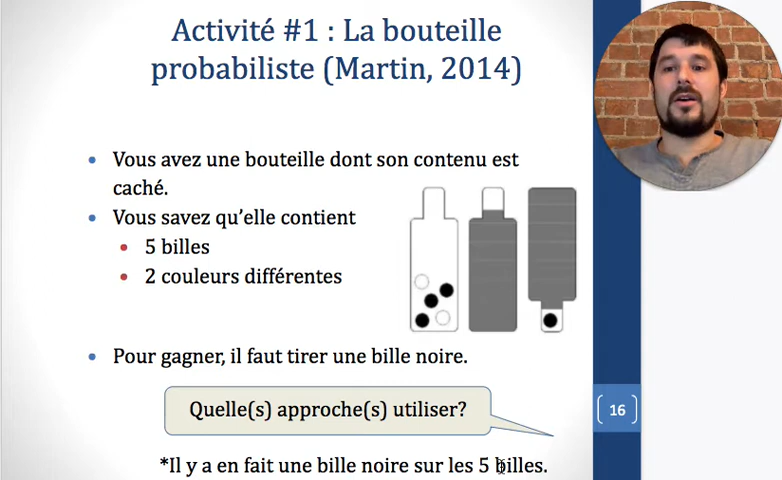 Activité #1 : La bouteille
probabiliste (Martin, 2014)
Vous avez une bouteille dont son contenu est
caché.
Vous savez qu'elle contient
5 billes
2 couleurs différentes
Pour gagner, il faut tirer une bille noire.
Quelle(s) approche(s) utiliser?
16
*Il y a en fait une bille noire sur les 5 billes.